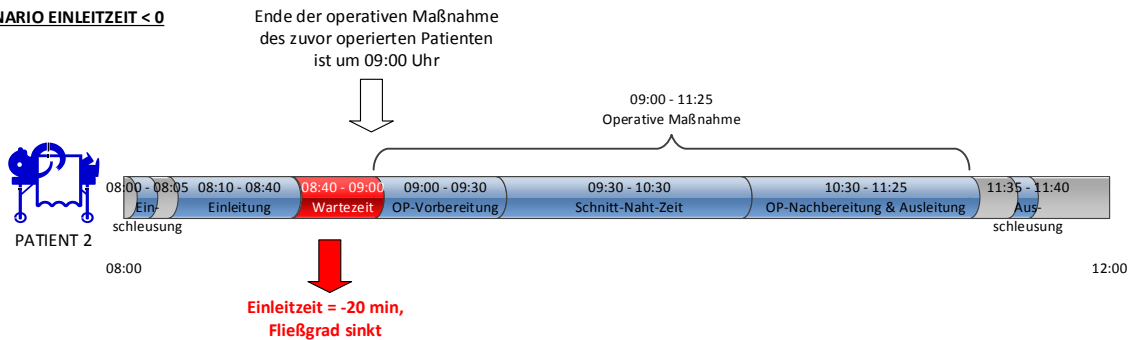 NARIO EINLEITZEIT < 0
Ende der operativen Maßnahme
des zuvor operierten Patienten
ist um 09:00 Uhr
09:00 - 11:25
Operative Maßnahme
08:00 - 08:05 08:10 - 08:40 08:40 - 09:00 09:00 - 09:30 09:30 - 10:30 10:30 - 11:25 11:35 - 11:40
Ein- Einleitung Wartezeit OP-Vorbereitung Schnitt-Naht-Zeit OP-Nachbereitung & Ausleitung Aus-
schleusung schleusung
PATIENT 2
08:00 12:00
Einleitzeit = -20 min,
Fließgrad sinkt